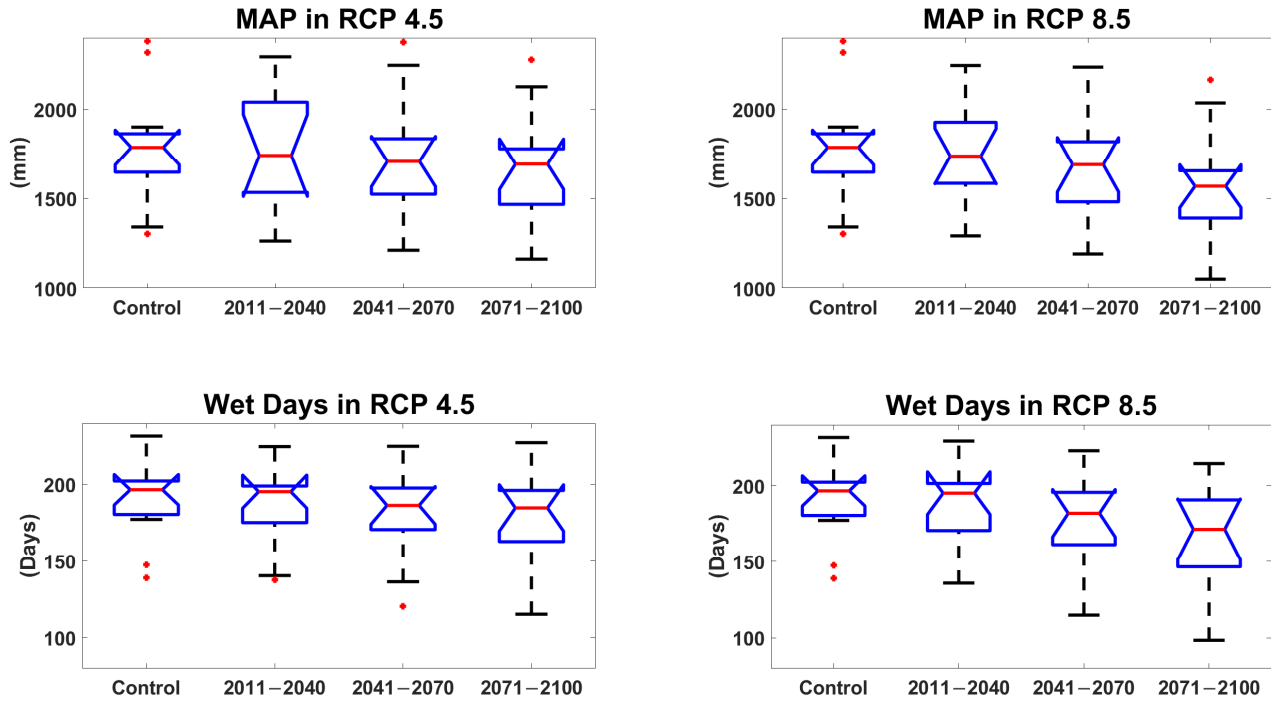 MAP in RCP 4.5
2000
1500
1000
(mm)
Control 2011−2040 2041−2070 2071−2100
MAP in RCP 8.5
2000
1500
1000
(mm)
Control 2011−2040 2041−2070 2071−2100
Wet Days in RCP 4.5
200
150
100
(Days)
Control 2011−2040 2041−2070 2071−2100
Wet Days in RCP 8.5
200
150
100
(Days)
Control 2011−2040 2041−2070 2071−2100